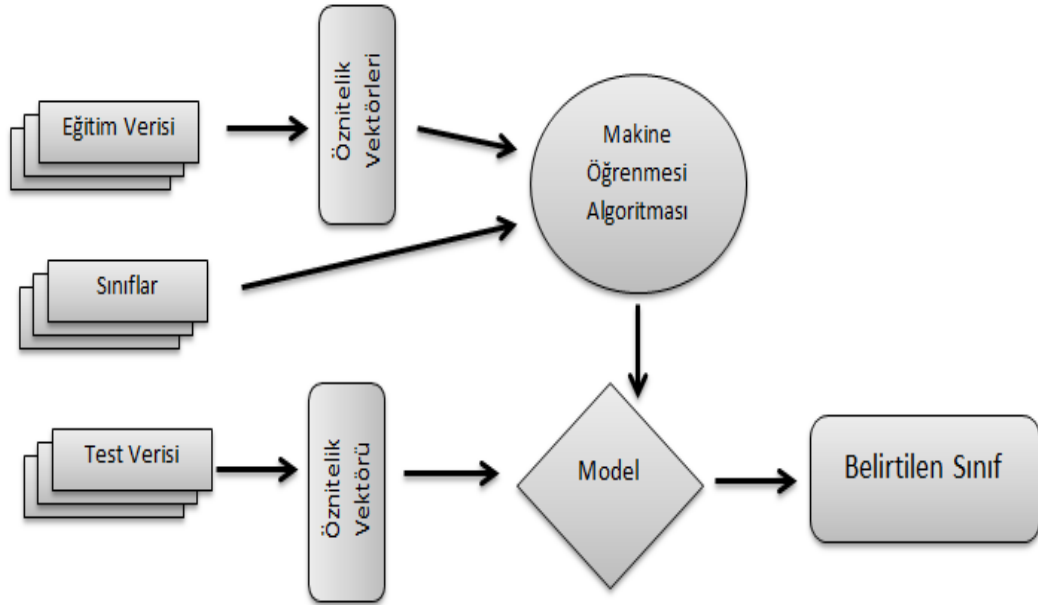 Eğitim Verisi
Öznitelik
Vektörleri
Makine
Öğrenmesi
Algoritması
Sınıflar
Test Verisi
Öznitelik
Vektörü
Model
Belirtilen Sınıf